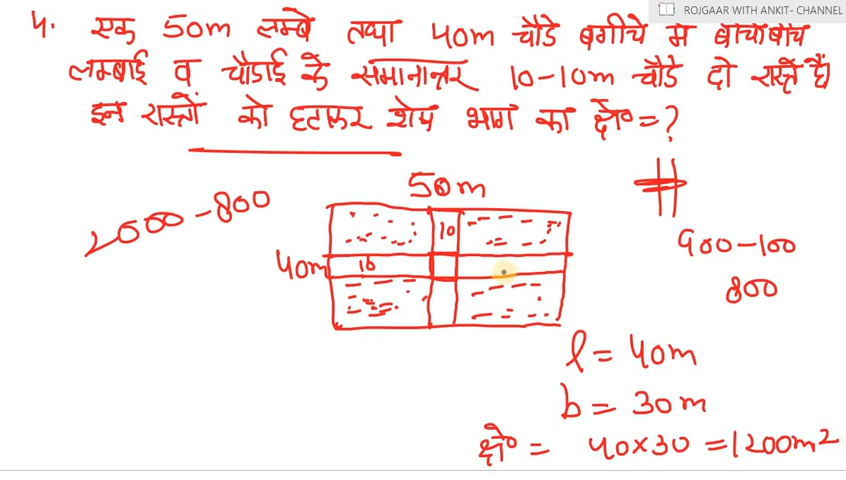 ROJGAAR WITH ANKIT- CHANNEL
4. एक 50m लम्बे तथा 40m चौडे बगीचे में बीचोबीच
लम्बाई व चौडाई के समानान्तर 10-10m चौडे दो रास्ते हैं।
इन रास्तों को हटाकर शेष भाग का क्षे० = ?
50m
2000-800
10
40m
10
900-100
800
l = 40m
b = 30m
क्षे० = 40×30 = 1200m²